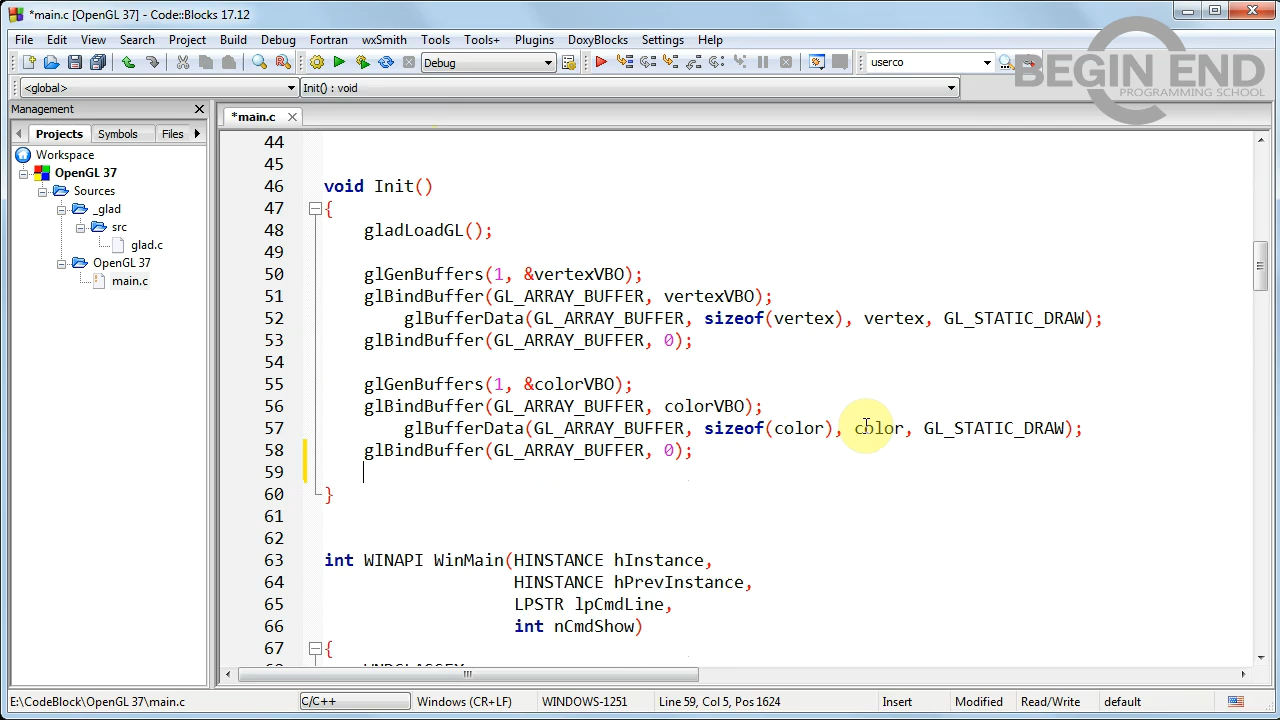 *main.c [OpenGL 37] - Code::Blocks 17.12
File Edit View Search Project Build Debug Fortran wxSmith Tools Tools+ Plugins DoxyBlocks Settings Help
Debug
userco
BEGIN END
PROGRAMMING SCHOOL
<global>
Init() : void
Management
Projects Symbols Files
Workspace
OpenGL 37
Sources
_glad
src
glad.c
OpenGL 37
main.c
*main.c
44
45
46 void Init()
47 {
48 gladLoadGL();
49
50 glGenBuffers(1, &vertexVBO);
51 glBindBuffer(GL_ARRAY_BUFFER, vertexVBO);
52 glBufferData(GL_ARRAY_BUFFER, sizeof(vertex), vertex, GL_STATIC_DRAW);
53 glBindBuffer(GL_ARRAY_BUFFER, 0);
54
55 glGenBuffers(1, &colorVBO);
56 glBindBuffer(GL_ARRAY_BUFFER, colorVBO);
57 glBufferData(GL_ARRAY_BUFFER, sizeof(color), color, GL_STATIC_DRAW);
58 glBindBuffer(GL_ARRAY_BUFFER, 0);
59
60 }
61
62
63 int WINAPI WinMain(HINSTANCE hInstance,
64 HINSTANCE hPrevInstance,
65 LPSTR lpCmdLine,
66 int nCmdShow)
67 {
E:\CodeBlock\OpenGL 37\main.c C/C++ Windows (CR+LF) WINDOWS-1251 Line 59, Col 5, Pos 1624 Insert Modified Read/Write default